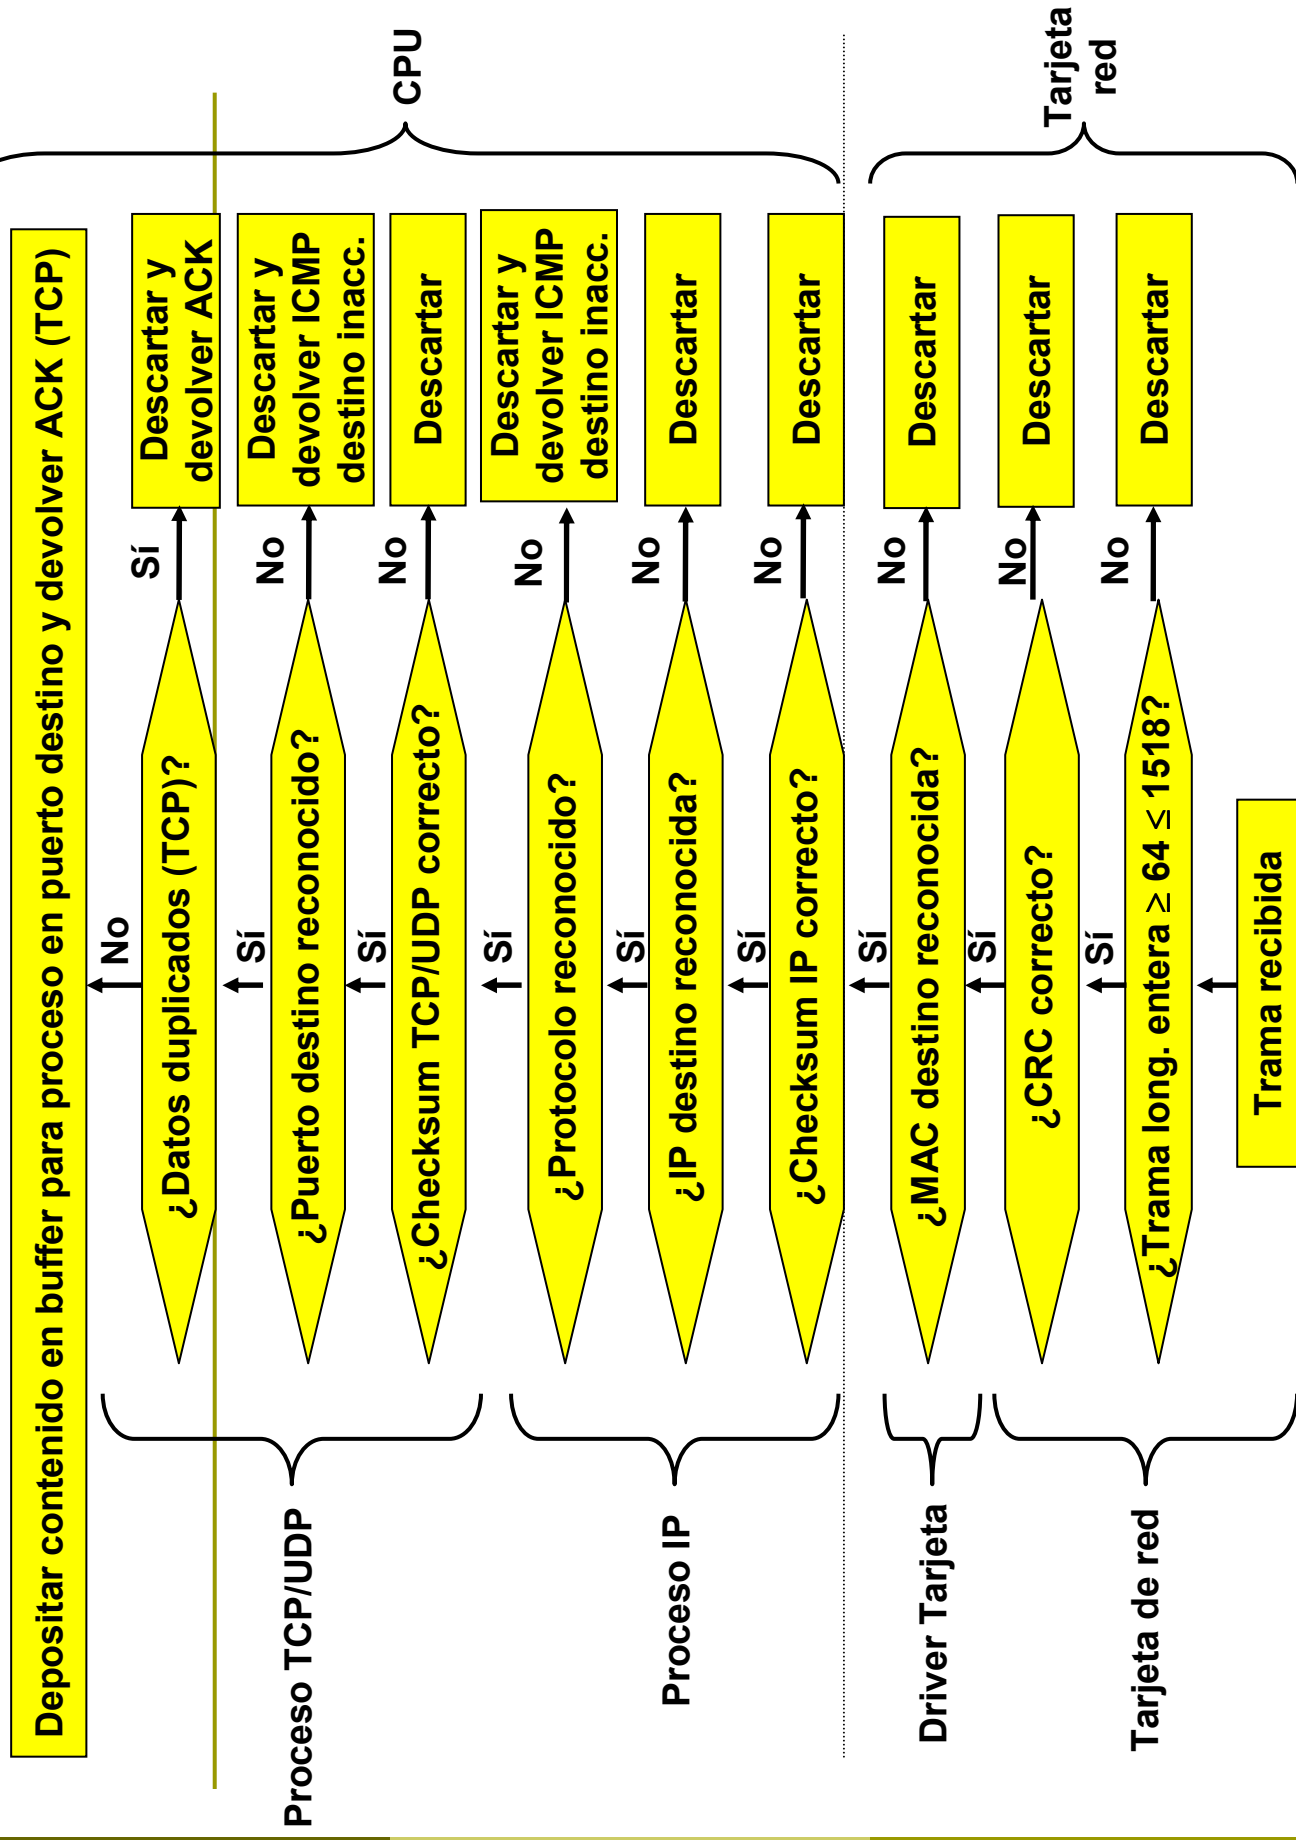 Depositar contenido en buffer para proceso en puerto destino y devolver ACK (TCP)
No
¿Datos duplicados (TCP)?
Sí
Descartar y
devolver ACK
Sí
¿Puerto destino reconocido?
No
Descartar y
devolver ICMP
destino inacc.
Sí
¿Checksum TCP/UDP correcto?
No
Descartar
Proceso TCP/UDP
Sí
¿Protocolo reconocido?
No
Descartar y
devolver ICMP
destino inacc.
Sí
¿IP destino reconocida?
No
Descartar
Sí
¿Checksum IP correcto?
No
Descartar
Proceso IP
CPU
Sí
¿MAC destino reconocida?
No
Descartar
Driver Tarjeta
Sí
¿CRC correcto?
No
Descartar
Sí
¿Trama long. entera ≥ 64 ≤ 1518?
No
Descartar
Tarjeta de red
Tarjeta
red
Trama recibida